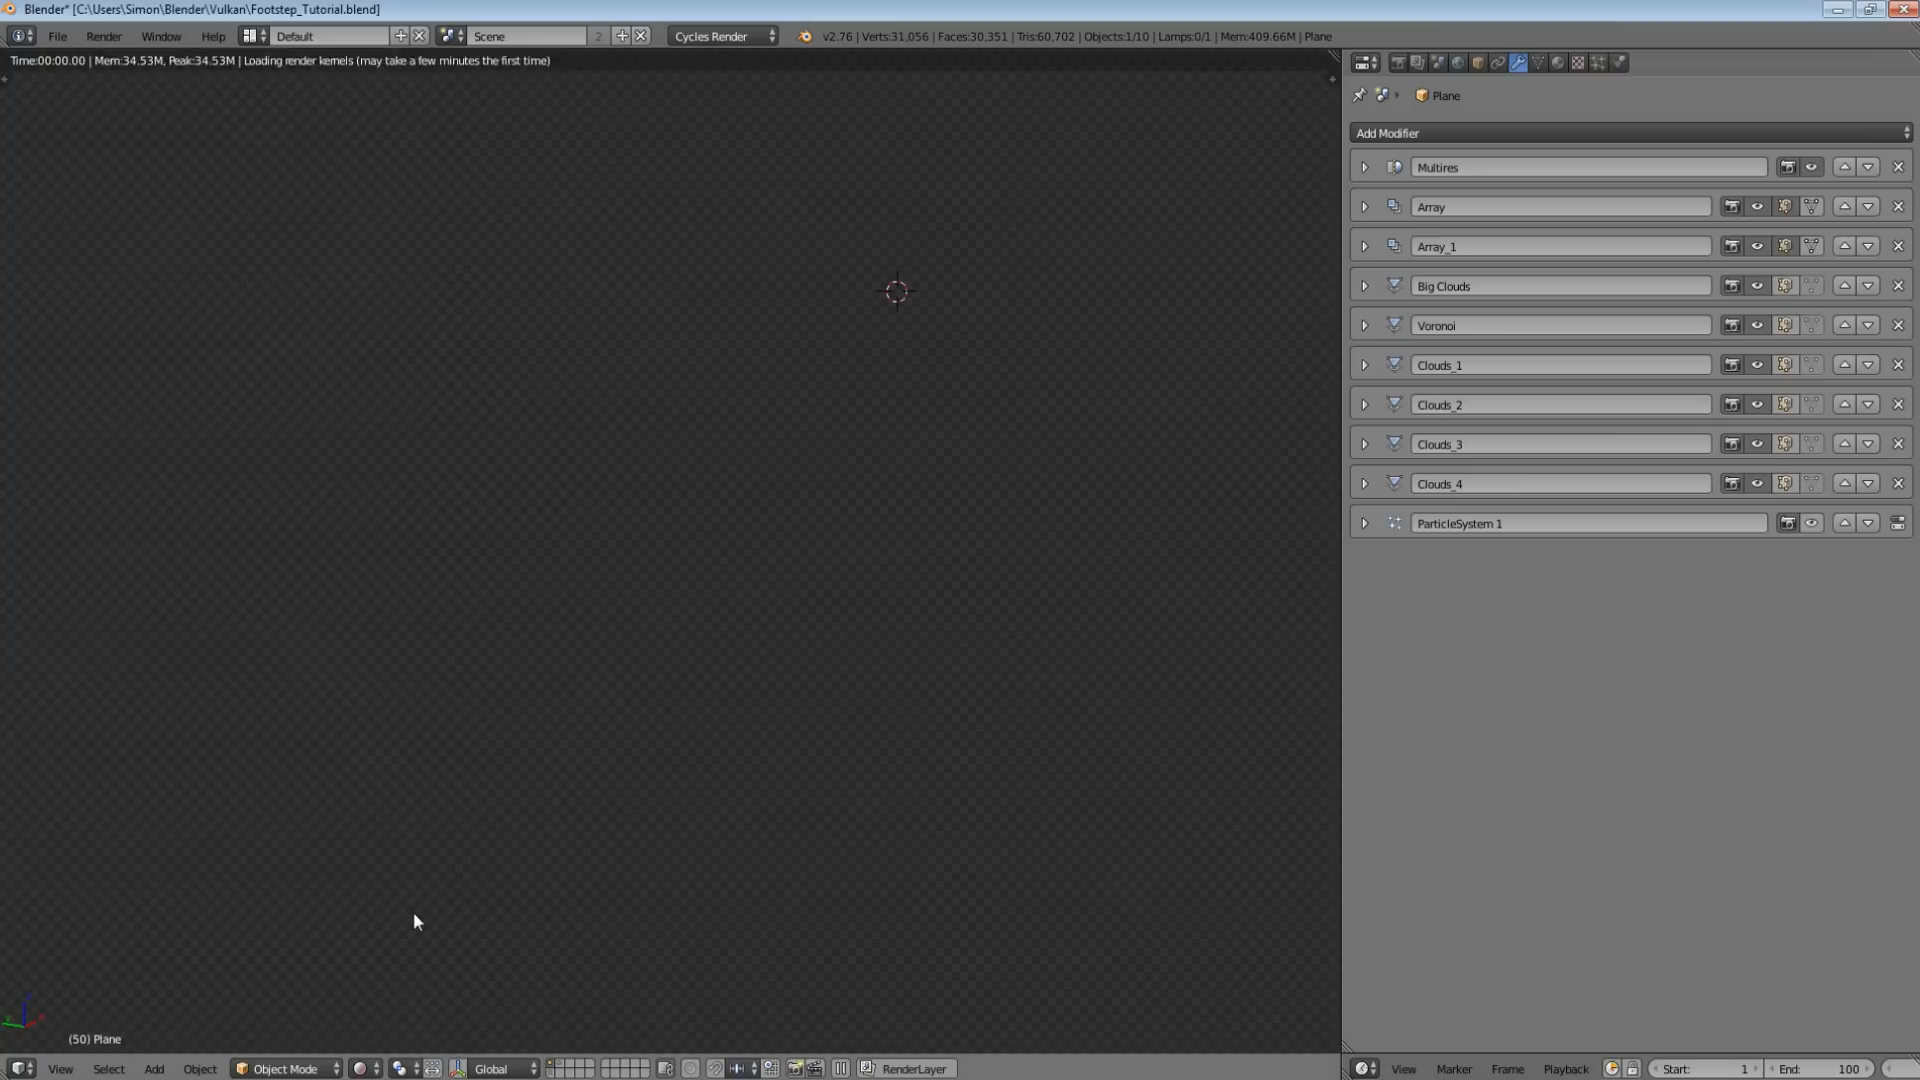 Blender* [C:\Users\Simon\Blender\Vulkan\Footstep_Tutorial.blend]
File Render Window Help Default Scene 2 Cycles Render v2.76 | Verts:31,056 | Faces:30,351 | Tris:60,702 | Objects:1/10 | Lamps:0/1 | Mem:409.66M | Plane
Time:00:00.00 | Mem:34.53M, Peak:34.53M | Loading render kernels (may take a few minutes the first time)
Plane
Add Modifier
Multires
Array
Array_1
Big Clouds
Voronoi
Clouds_1
Clouds_2
Clouds_3
Clouds_4
ParticleSystem 1
(50) Plane
View Select Add Object Object Mode Global RenderLayer
View Marker Frame Playback Start: 1 End: 100